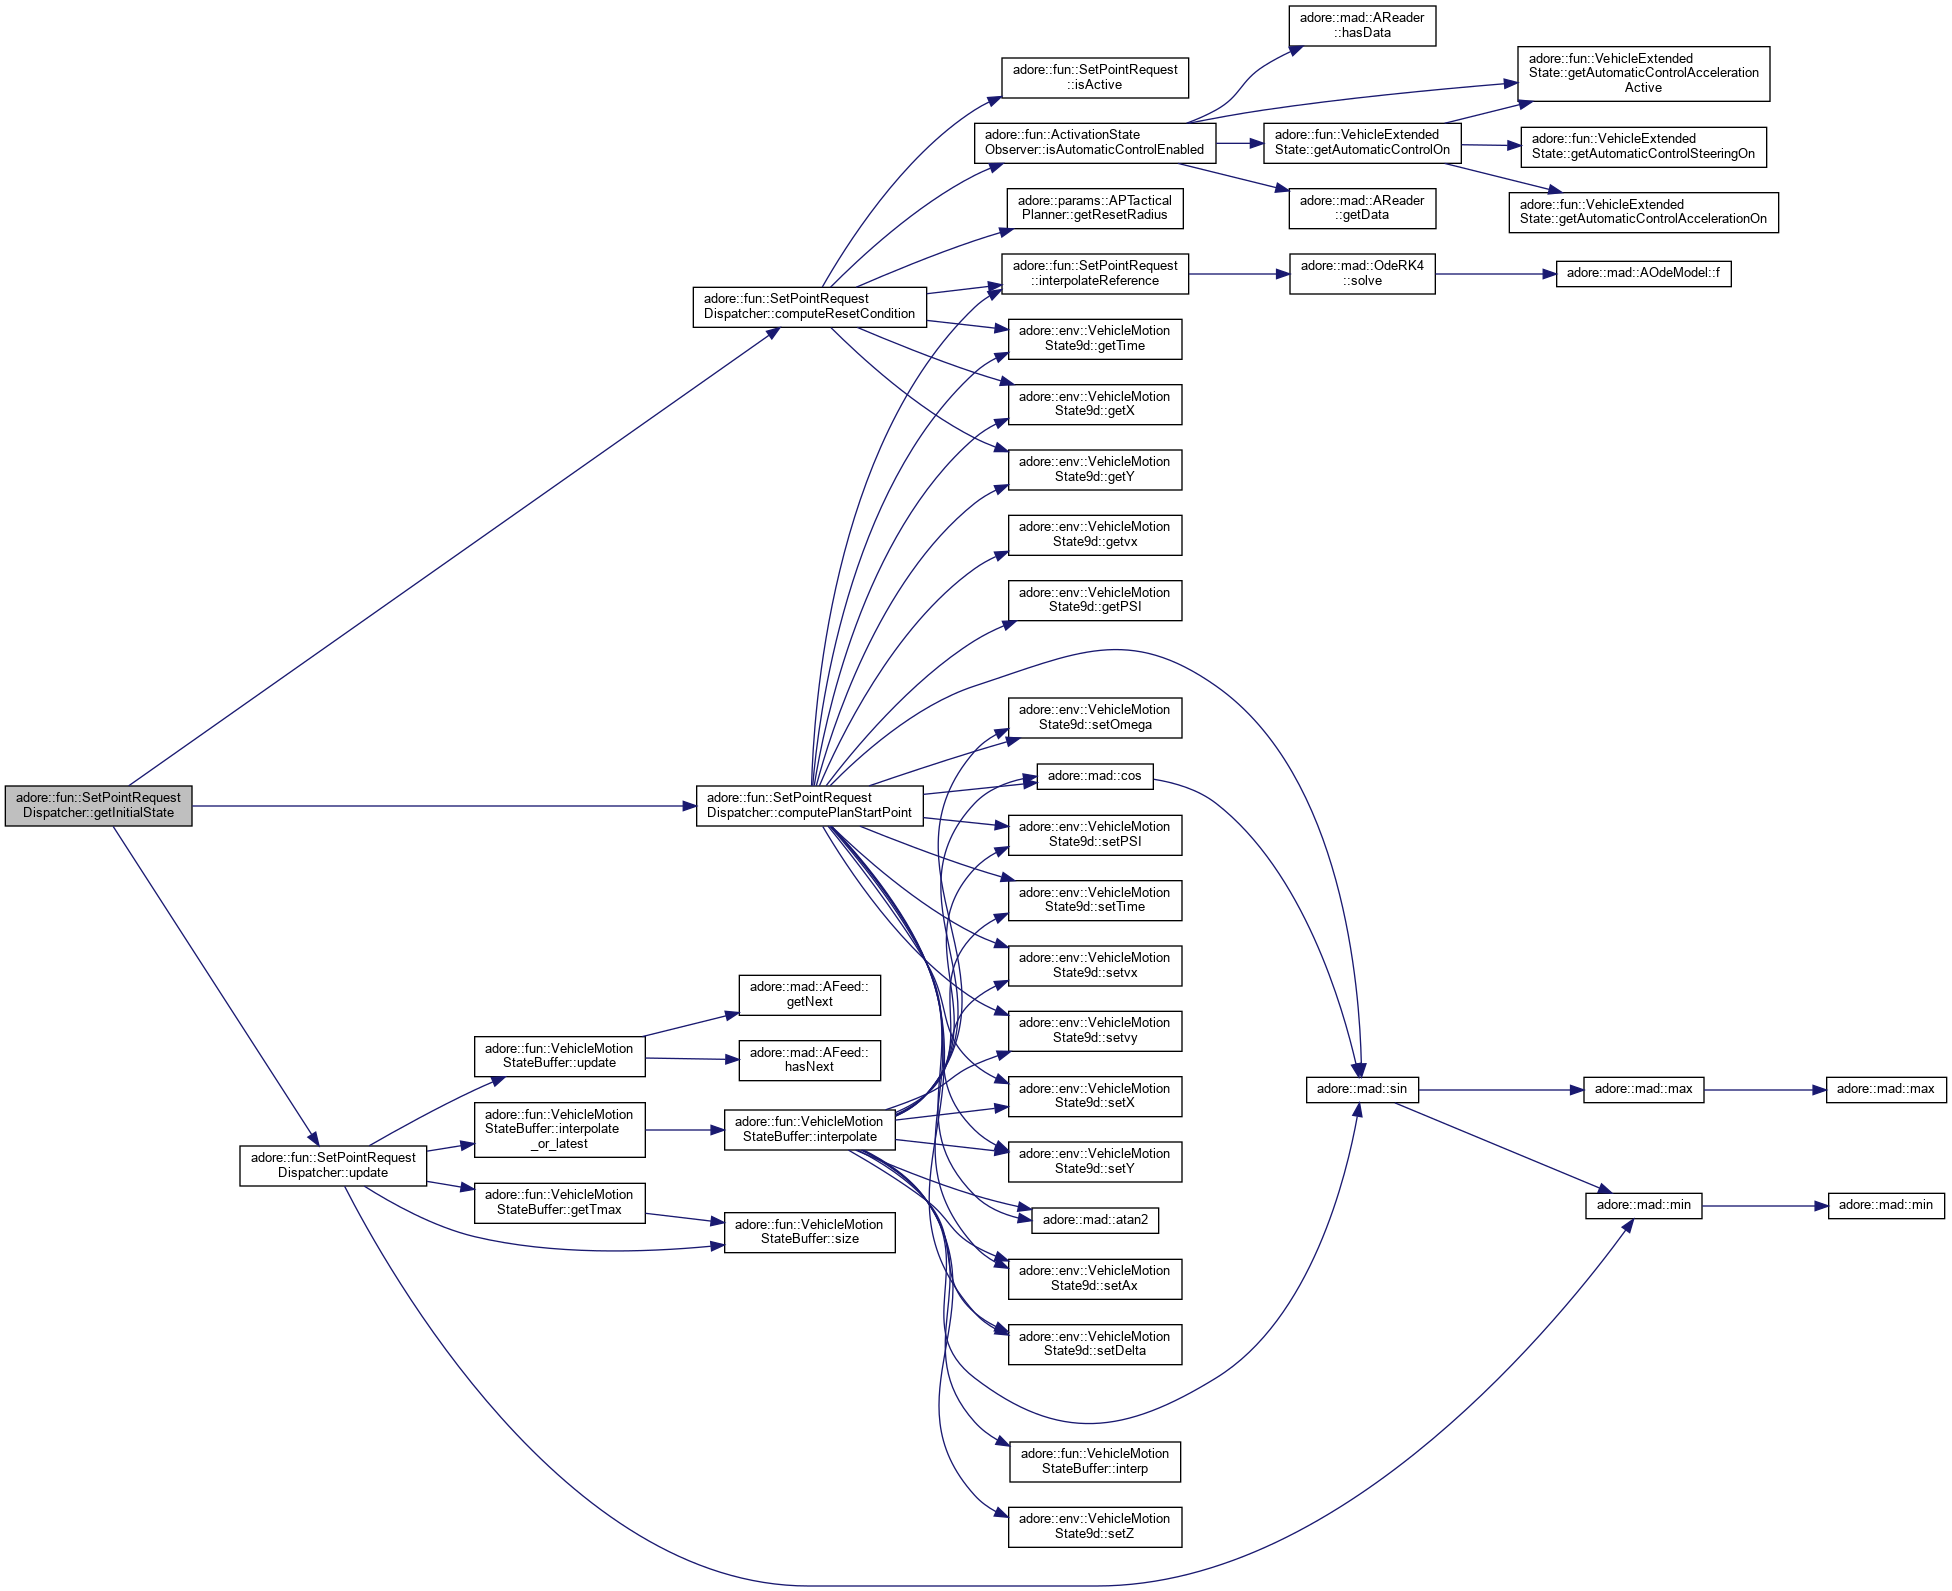 adore::fun::SetPointRequest
Dispatcher::getInitialState
adore::fun::SetPointRequest
Dispatcher::computeResetCondition
adore::fun::SetPointRequest
::isActive
adore::fun::ActivationState
Observer::isAutomaticControlEnabled
adore::mad::AReader
::hasData
adore::fun::VehicleExtended
State::getAutomaticControlAcceleration
Active
adore::fun::VehicleExtended
State::getAutomaticControlOn
adore::fun::VehicleExtended
State::getAutomaticControlSteeringOn
adore::fun::VehicleExtended
State::getAutomaticControlAccelerationOn
adore::mad::AReader
::getData
adore::params::APTactical
Planner::getResetRadius
adore::fun::SetPointRequest
::interpolateReference
adore::mad::OdeRK4
::solve
adore::mad::AOdeModel::f
adore::env::VehicleMotion
State9d::getTime
adore::env::VehicleMotion
State9d::getX
adore::env::VehicleMotion
State9d::getY
adore::env::VehicleMotion
State9d::getvx
adore::env::VehicleMotion
State9d::getPSI
adore::fun::SetPointRequest
Dispatcher::computePlanStartPoint
adore::env::VehicleMotion
State9d::setOmega
adore::mad::cos
adore::env::VehicleMotion
State9d::setPSI
adore::env::VehicleMotion
State9d::setTime
adore::env::VehicleMotion
State9d::setvx
adore::env::VehicleMotion
State9d::setvy
adore::env::VehicleMotion
State9d::setX
adore::env::VehicleMotion
State9d::setY
adore::mad::atan2
adore::env::VehicleMotion
State9d::setAx
adore::env::VehicleMotion
State9d::setDelta
adore::fun::VehicleMotion
StateBuffer::interp
adore::env::VehicleMotion
State9d::setZ
adore::mad::sin
adore::mad::max
adore::mad::max
adore::mad::min
adore::mad::min
adore::fun::SetPointRequest
Dispatcher::update
adore::fun::VehicleMotion
StateBuffer::update
adore::mad::AFeed::
getNext
adore::mad::AFeed::
hasNext
adore::fun::VehicleMotion
StateBuffer::interpolate
_or_latest
adore::fun::VehicleMotion
StateBuffer::interpolate
adore::fun::VehicleMotion
StateBuffer::getTmax
adore::fun::VehicleMotion
StateBuffer::size